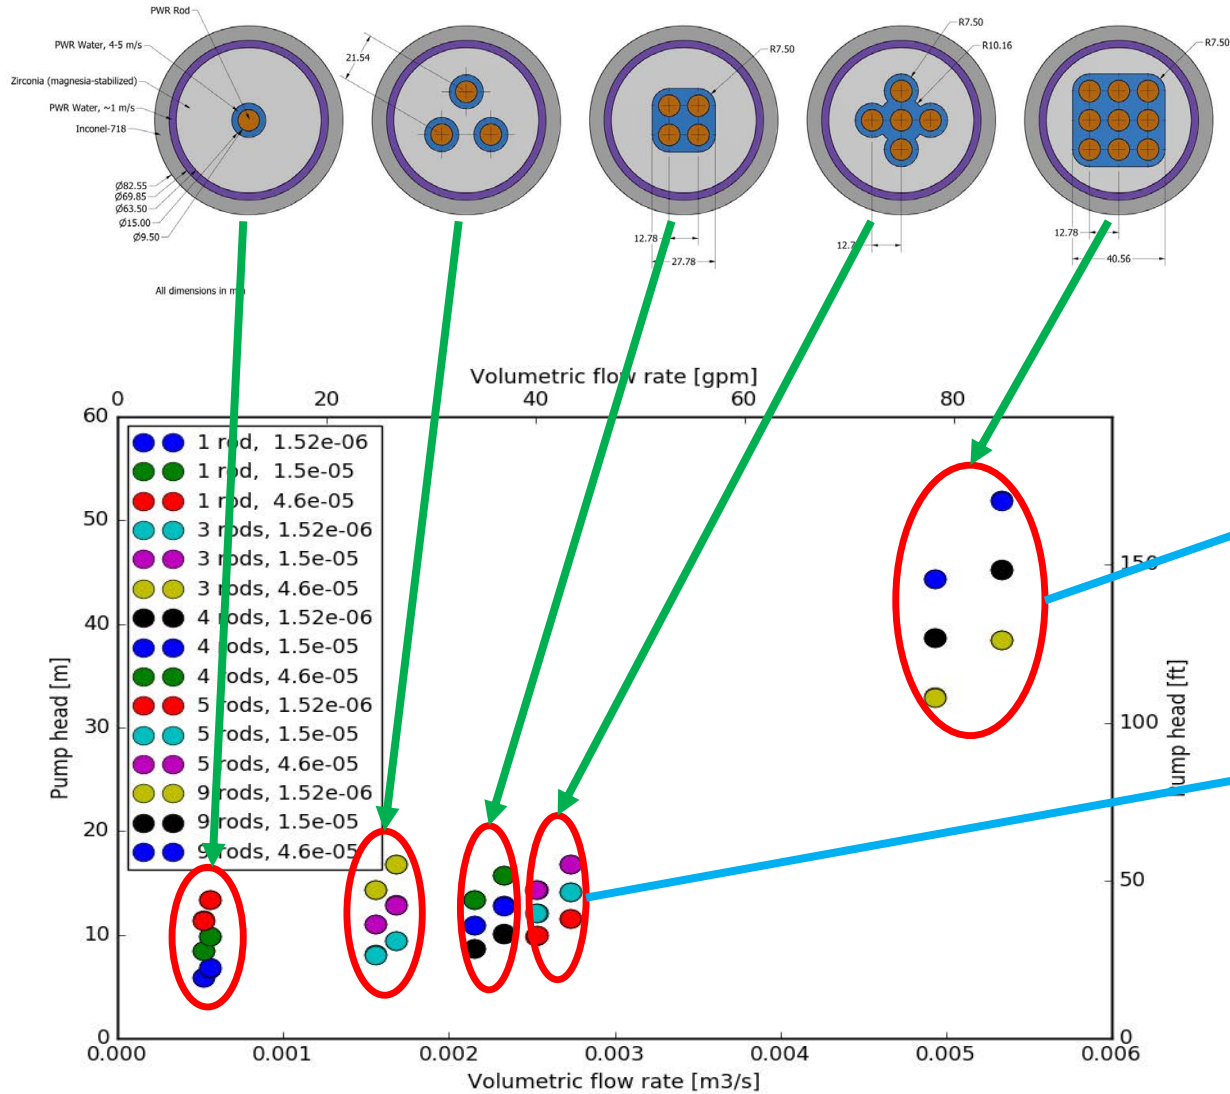 PWR Rod
PWR Water, 4-5 m/s
Zirconia (magnesia-stabilized)
PWR Water, ~1 m/s
Inconel-718
Ø82.55
Ø69.85
Ø63.50
Ø15.00
Ø9.50
All dimensions in
21.54
R7.50
12.78
27.78
R7.50
R10.16
12.7
R7.50
12.78
40.56
Volumetric flow rate [gpm]
0 20 40 60 80
60
50
40
30
20
10
0
Pump head [m]
1 rod, 1.52e-06
1 rod, 1.5e-05
1 rod, 4.6e-05
3 rods, 1.52e-06
3 rods, 1.5e-05
3 rods, 4.6e-05
4 rods, 1.52e-06
4 rods, 1.5e-05
4 rods, 4.6e-05
5 rods, 1.52e-06
5 rods, 1.5e-05
5 rods, 4.6e-05
9 rods, 1.52e-06
9 rods, 1.5e-05
9 rods, 4.6e-05
150
100
50
0
Pump head [ft]
0.000 0.001 0.002 0.003 0.004 0.005 0.006
Volumetric flow rate [m3/s]